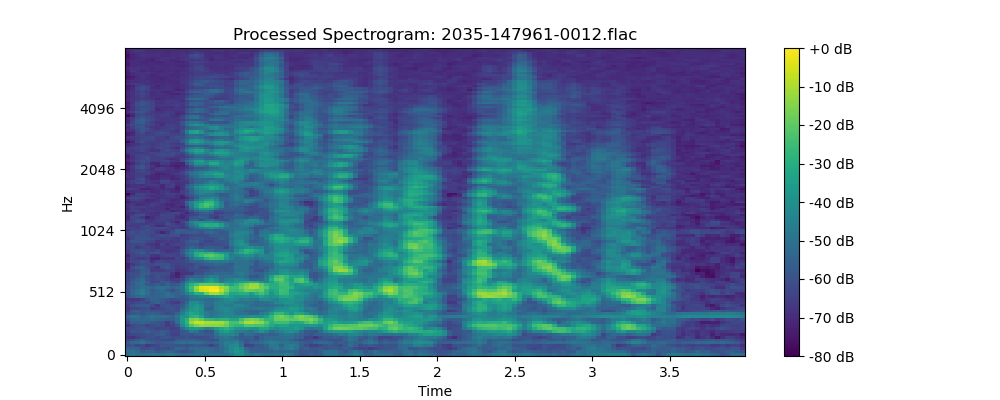 Processed Spectrogram: 2035-147961-0012.flac
Hz
4096
2048
1024
512
0
0 0.5 1 1.5 2 2.5 3 3.5
Time
+0 dB
-10 dB
-20 dB
-30 dB
-40 dB
-50 dB
-60 dB
-70 dB
-80 dB